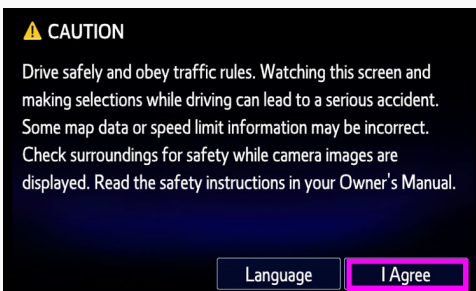 CAUTION
Drive safely and obey traffic rules. Watching this screen and
making selections while driving can lead to a serious accident.
Some map data or speed limit information may be incorrect.
Check surroundings for safety while camera images are
displayed. Read the safety instructions in your Owner's Manual.
Language
I Agree